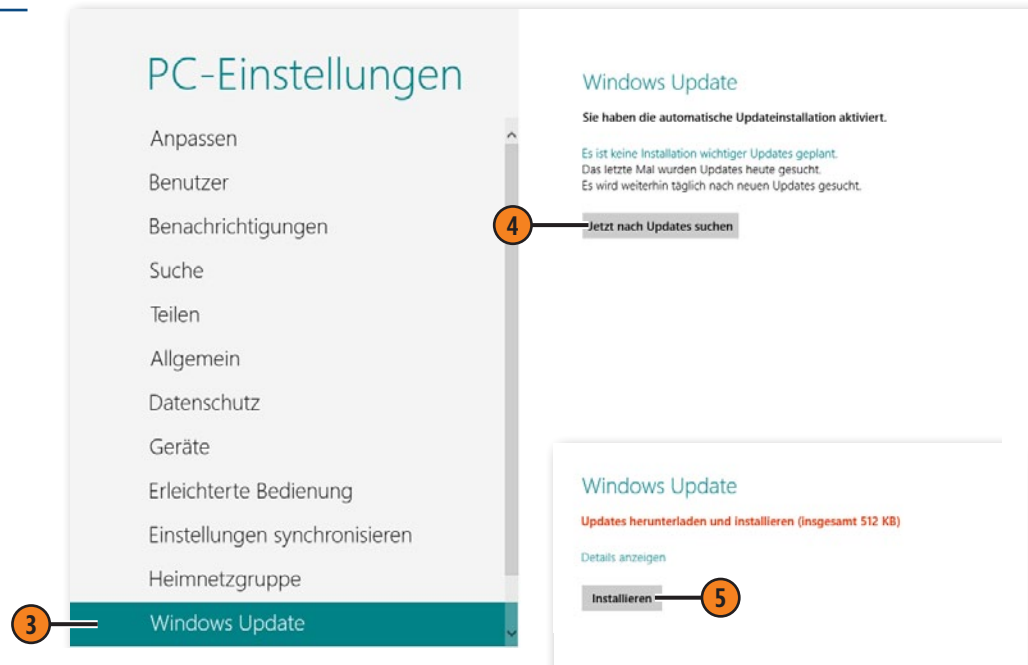 PC-Einstellungen
Anpassen
Benutzer
Benachrichtigungen
Suche
Teilen
Allgemein
Datenschutz
Geräte
Erleichterte Bedienung
Einstellungen synchronisieren
Heimnetzgruppe
3 Windows Update
Windows Update
Sie haben die automatische Updateinstallation aktiviert.
Es ist keine Installation wichtiger Updates geplant.
Das letzte Mal wurden Updates heute gesucht.
Es wird weiterhin täglich nach neuen Updates gesucht.
4 Jetzt nach Updates suchen
Windows Update
Updates herunterladen und installieren (insgesamt 512 KB)
Details anzeigen
Installieren 5